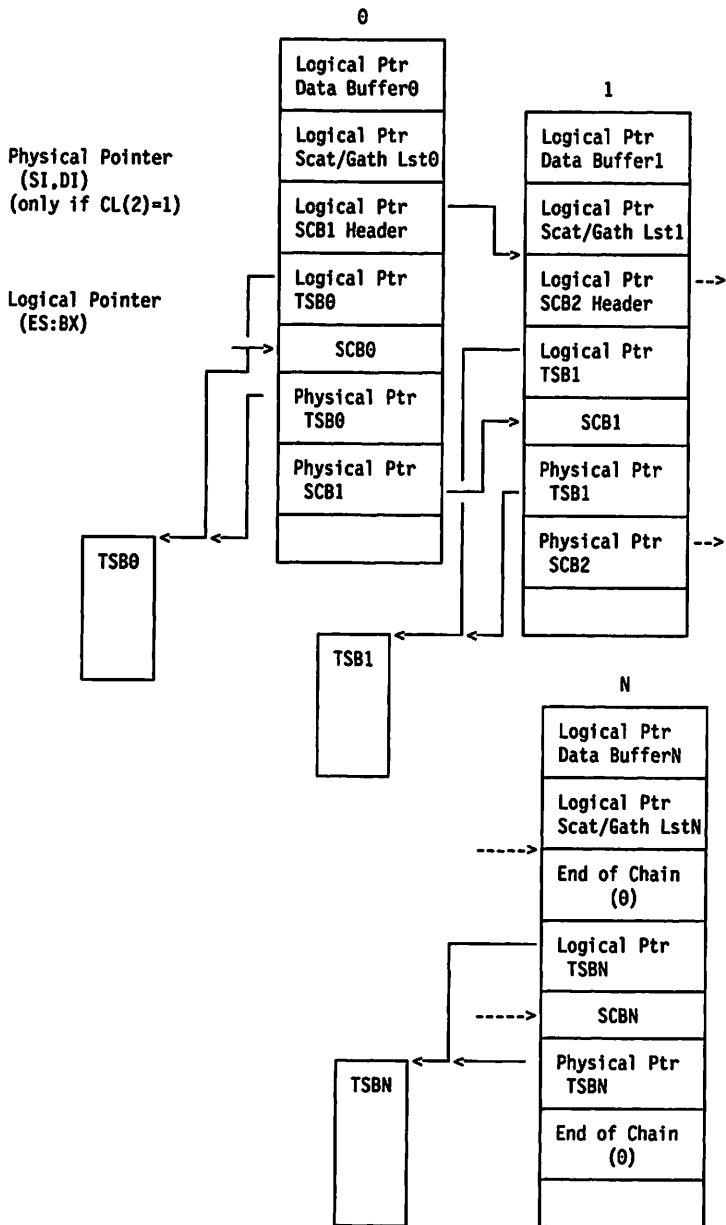 0
Logical Ptr
Data Buffer0
Logical Ptr
Scat/Gath Lst0
Logical Ptr
SCB1 Header
Logical Ptr
TSB0
SCB0
Physical Ptr
TSB0
Physical Ptr
SCB1
Physical Pointer
(SI,DI)
(only if CL(2)=1)
Logical Pointer
(ES:BX)
TSB0
1
Logical Ptr
Data Buffer1
Logical Ptr
Scat/Gath Lst1
Logical Ptr
SCB2 Header
Logical Ptr
TSB1
SCB1
Physical Ptr
TSB1
Physical Ptr
SCB2
TSB1
N
Logical Ptr
Data BufferN
Logical Ptr
Scat/Gath LstN
End of Chain
(0)
Logical Ptr
TSBN
SCBN
Physical Ptr
TSBN
End of Chain
(0)
TSBN